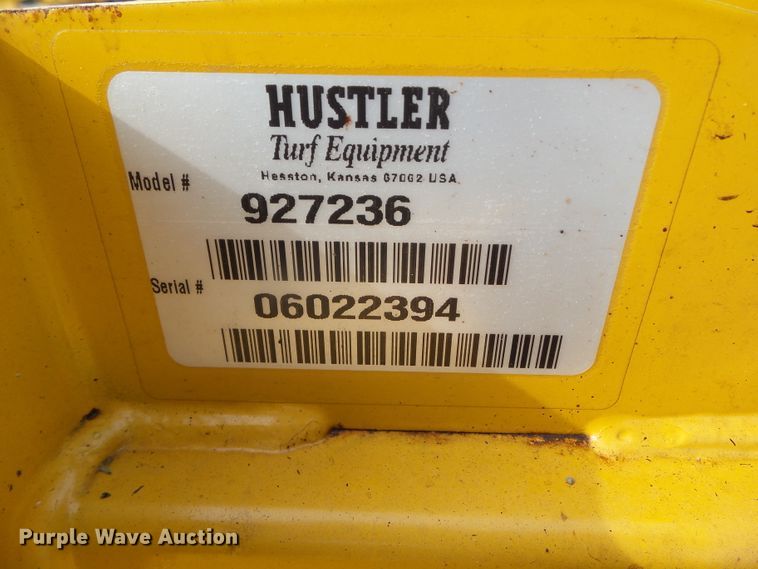 HUSTLER
Turf Equipment
Hesston, Kansas 67062 USA
Model #
927236
Serial #
06022394
Purple Wave Auction